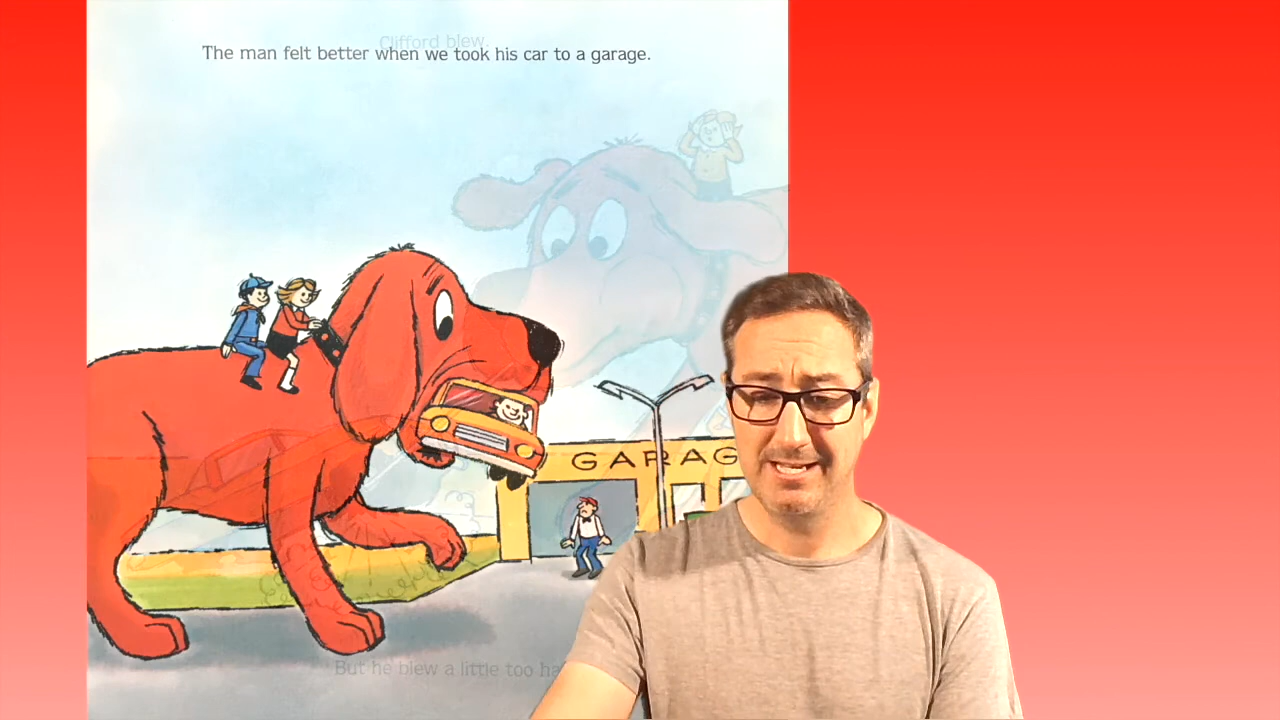 Clifford blew.
The man felt better when we took his car to a garage.
GARAG
But he blew a little too ha